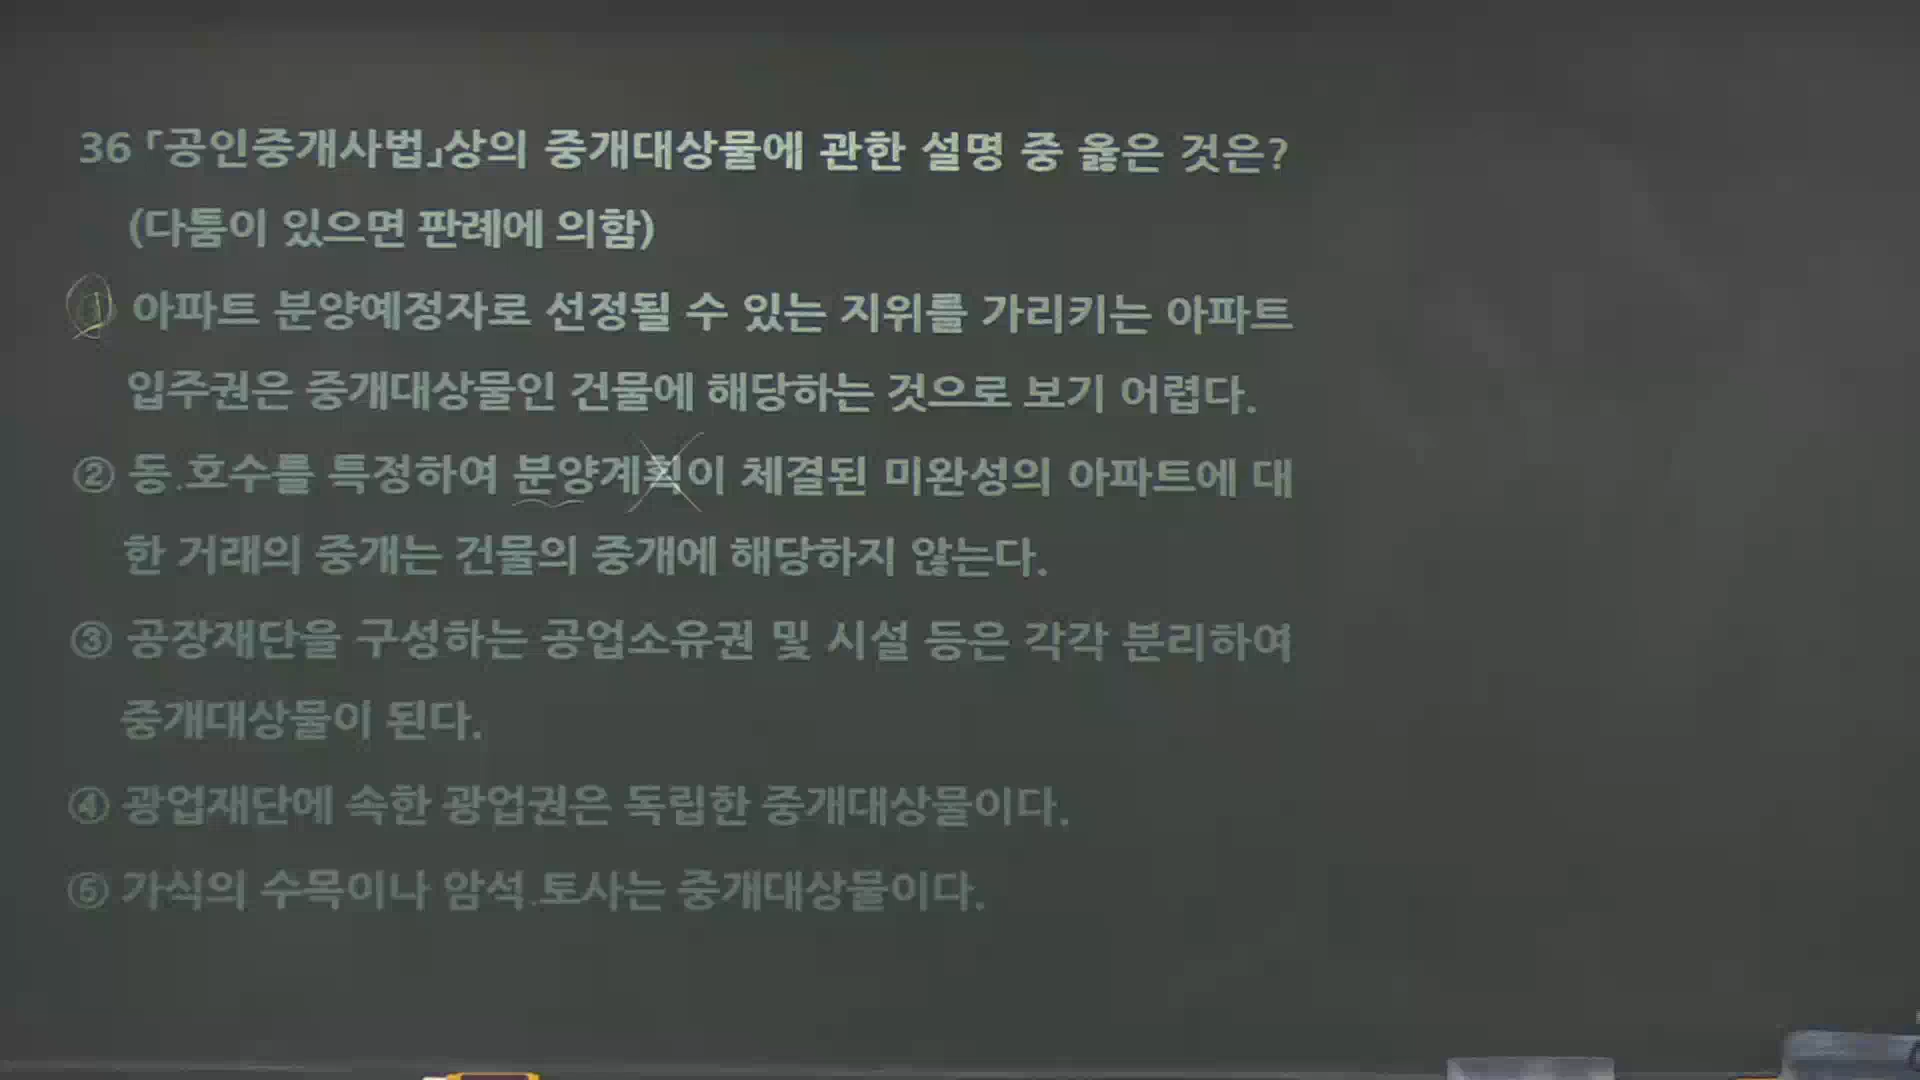 36 「공인중개사법」상의 중개대상물에 관한 설명 중 옳은 것은?
(다툼이 있으면 판례에 의함)
① 아파트 분양예정자로 선정될 수 있는 지위를 가리키는 아파트
입주권은 중개대상물인 건물에 해당하는 것으로 보기 어렵다.
② 동.호수를 특정하여 분양계획이 체결된 미완성의 아파트에 대
한 거래의 중개는 건물의 중개에 해당하지 않는다.
③ 공장재단을 구성하는 공업소유권 및 시설 등은 각각 분리하여
중개대상물이 된다.
④ 광업재단에 속한 광업권은 독립한 중개대상물이다.
⑤ 가식의 수목이나 암석.토사는 중개대상물이다.